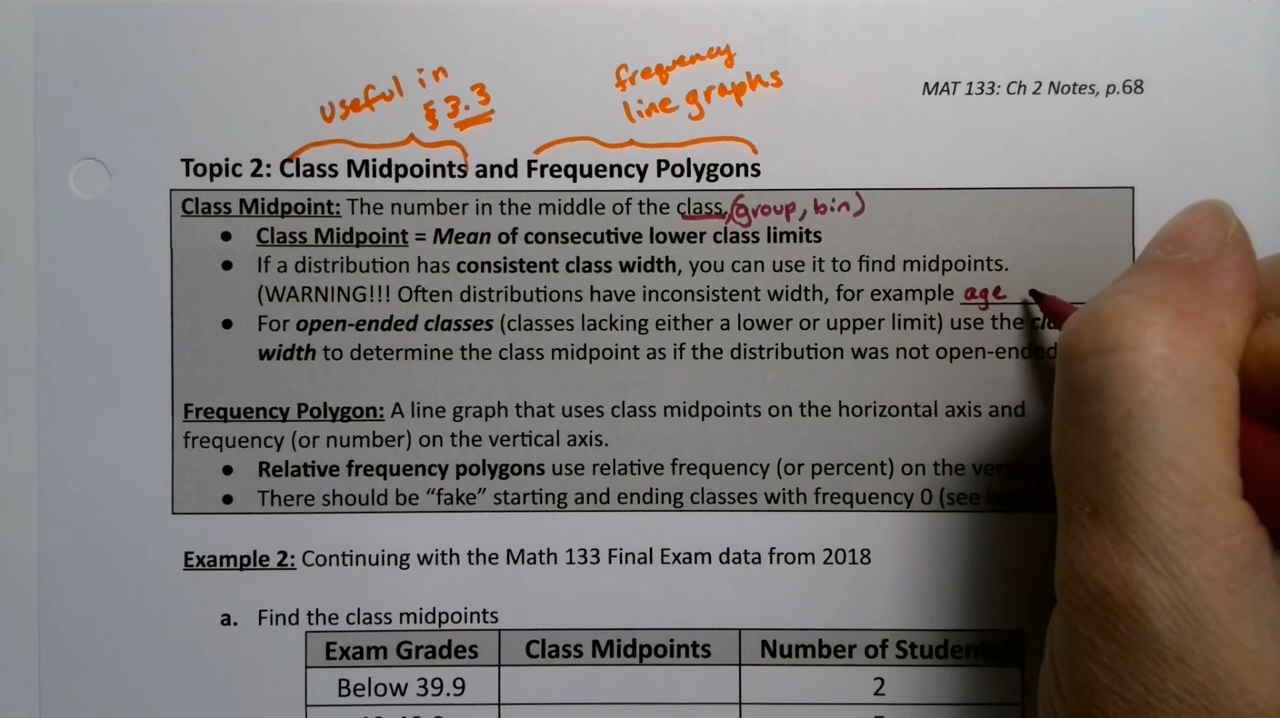 useful in
§3.3
frequency
line graphs
MAT 133: Ch 2 Notes, p.68
Topic 2: Class Midpoints and Frequency Polygons
Class Midpoint: The number in the middle of the class. (group, bin)
● Class Midpoint = Mean of consecutive lower class limits
● If a distribution has consistent class width, you can use it to find midpoints.
(WARNING!!! Often distributions have inconsistent width, for example age
● For open-ended classes (classes lacking either a lower or upper limit) use the
width to determine the class midpoint as if the distribution was not open-ended
Frequency Polygon: A line graph that uses class midpoints on the horizontal axis and
frequency (or number) on the vertical axis.
● Relative frequency polygons use relative frequency (or percent) on the
● There should be “fake” starting and ending classes with frequency 0 (see
Example 2: Continuing with the Math 133 Final Exam data from 2018
a. Find the class midpoints
Exam Grades Class Midpoints Number of Students
Below 39.9 2